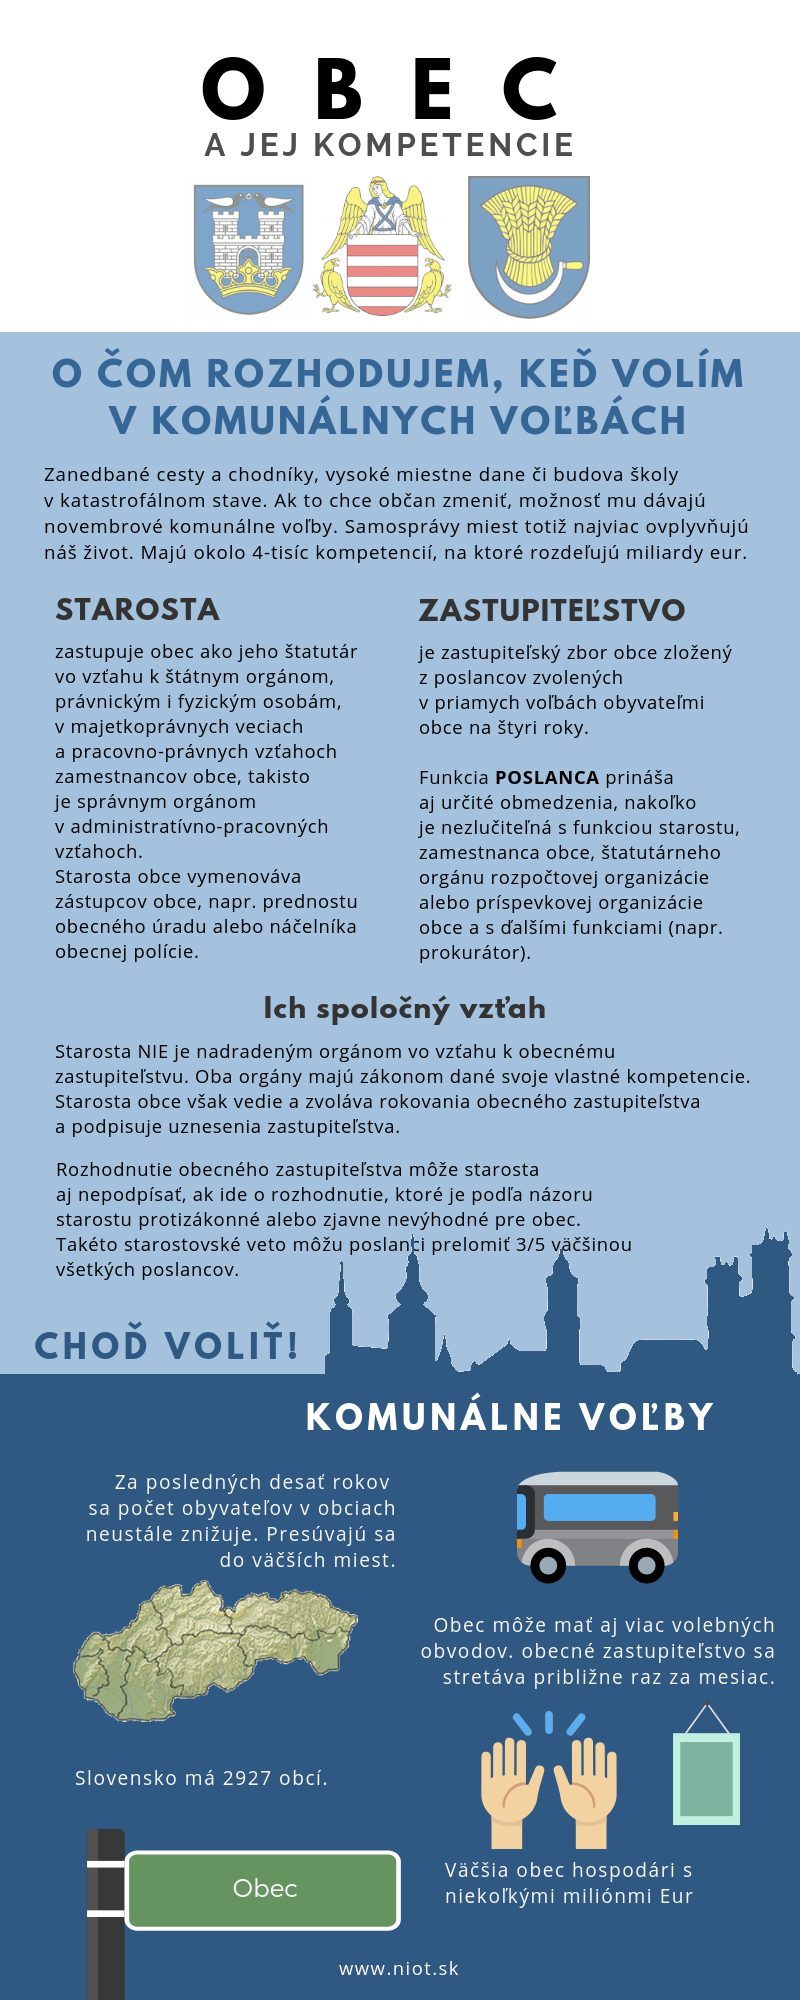 OBEC
A JEJ KOMPETENCIE
O ČOM ROZHODUJEM, KEĎ VOLÍM
V KOMUNÁLNYCH VOĽBÁCH
Zanedbané cesty a chodníky, vysoké miestne dane či budova školy
v katastrofálnom stave. Ak to chce občan zmeniť, možnosť mu dávajú
novembrové komunálne voľby. Samosprávy miest totiž najviac ovplyvňujú
náš život. Majú okolo 4-tisíc kompetencií, na ktoré rozdeľujú miliardy eur.
STAROSTA
zastupuje obec ako jeho štatutár
vo vzťahu k štátnym orgánom,
právnickým i fyzickým osobám,
v majetkoprávnych veciach
a pracovno-právnych vzťahoch
zamestnancov obce, takisto
je správnym orgánom
v administratívno-pracovných
vzťahoch.
Starosta obce vymenováva
zástupcov obce, napr. prednostu
obecného úradu alebo náčelníka
obecnej polície.
ZASTUPITEĽSTVO
je zastupiteľský zbor obce zložený
z poslancov zvolených
v priamych voľbách obyvateľmi
obce na štyri roky.
Funkcia POSLANCA prináša
aj určité obmedzenia, nakoľko
je nezlučiteľná s funkciou starostu,
zamestnanca obce, štatutárneho
orgánu rozpočtovej organizácie
alebo príspevkovej organizácie
obce a s ďalšími funkciami (napr.
prokurátor).
Ich spoločný vzťah
Starosta NIE je nadradeným orgánom vo vzťahu k obecnému
zastupiteľstvu. Oba orgány majú zákonom dané svoje vlastné kompetencie.
Starosta obce však vedie a zvoláva rokovania obecného zastupiteľstva
a podpisuje uznesenia zastupiteľstva.
Rozhodnutie obecného zastupiteľstva môže starosta
aj nepodpísať, ak ide o rozhodnutie, ktoré je podľa názoru
starostu protizákonné alebo zjavne nevýhodné pre obec.
Takéto starostovské veto môžu poslanci prelomiť 3/5 väčšinou
všetkých poslancov.
CHOĎ VOLIŤ!
KOMUNÁLNE VOĽBY
Za posledných desať rokov
sa počet obyvateľov v obciach
neustále znižuje. Presúvajú sa
do väčších miest.
Obec môže mať aj viac volebných
obvodov. obecné zastupiteľstvo sa
stretáva približne raz za mesiac.
Slovensko má 2927 obcí.
Väčšia obec hospodári s
niekoľkými miliónmi Eur
Obec
www.niot.sk